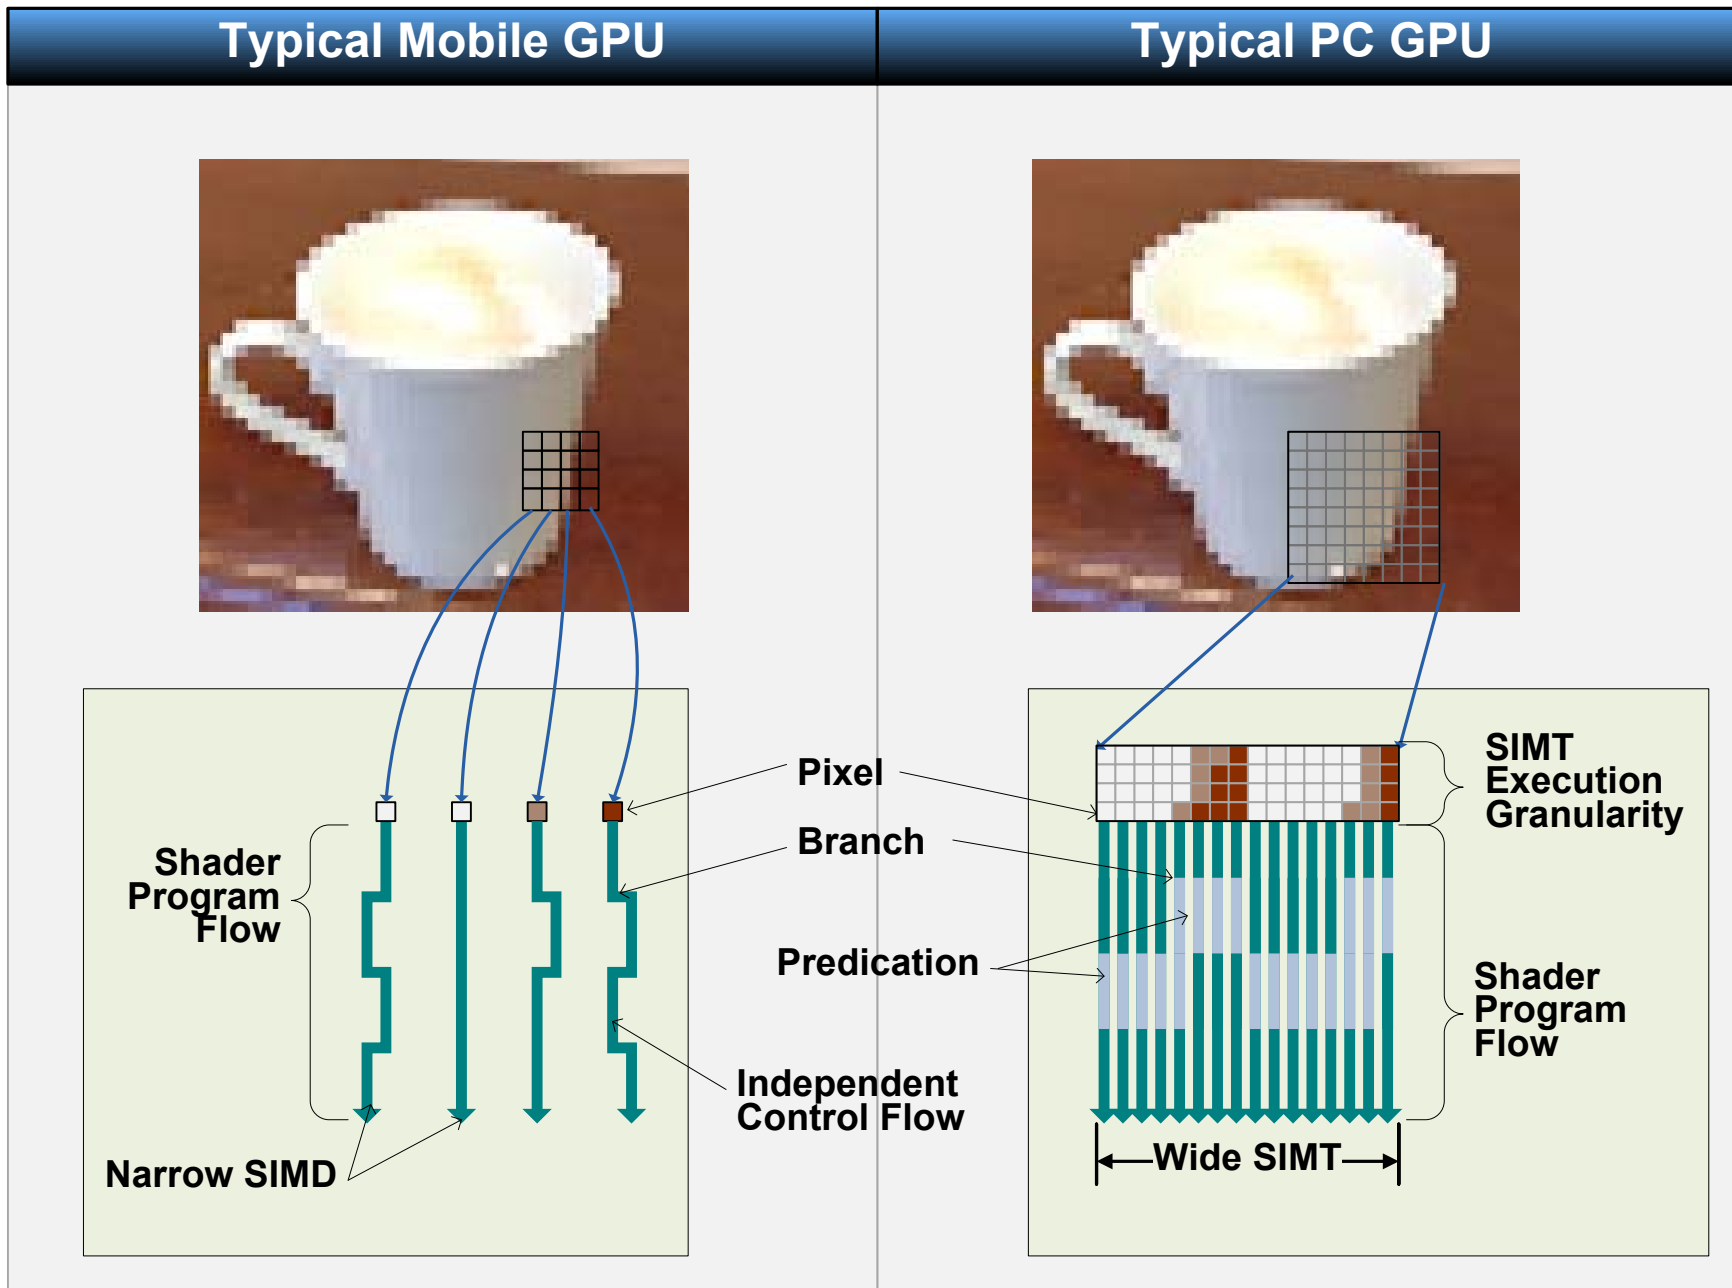 Typical Mobile GPU
Typical PC GPU
Pixel
Branch
Predication
Independent
Control Flow
Shader
Program
Flow
Narrow SIMD
SIMT
Execution
Granularity
Shader
Program
Flow
Wide SIMT